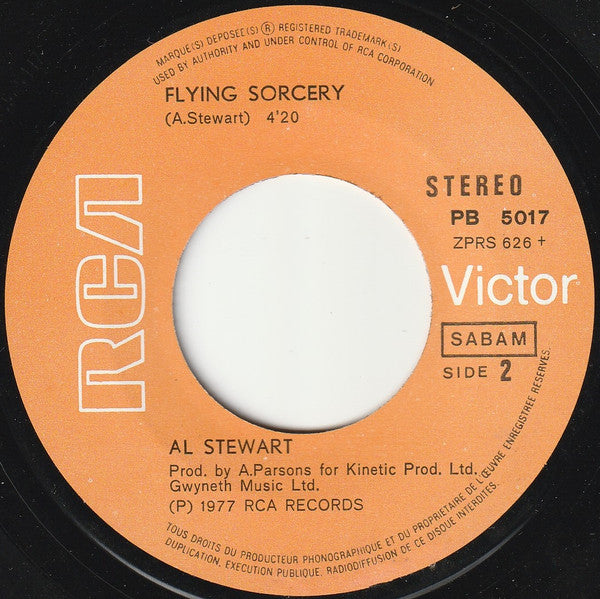 MARQUE(S) DEPOSEE(S) Ⓡ REGISTERED TRADEMARK(S)
USED BY AUTHORITY AND UNDER CONTROL OF RCA CORPORATION
FLYING SORCERY
(A.Stewart) 4'20
STEREO
PB 5017
ZPRS 626 +
RCA
Victor
SABAM
SIDE 2
AL STEWART
Prod. by A.Parsons for Kinetic Prod. Ltd.
Gwyneth Music Ltd.
(P) 1977 RCA RECORDS
TOUS DROITS DU PRODUCTEUR PHONOGRAPHIQUE ET DU PROPRIETAIRE DE L'ŒUVRE ENREGISTREE RESERVES.
DUPLICATION, EXECUTION PUBLIQUE, RADIODIFFUSION DE CE DISQUE INTERDITES.